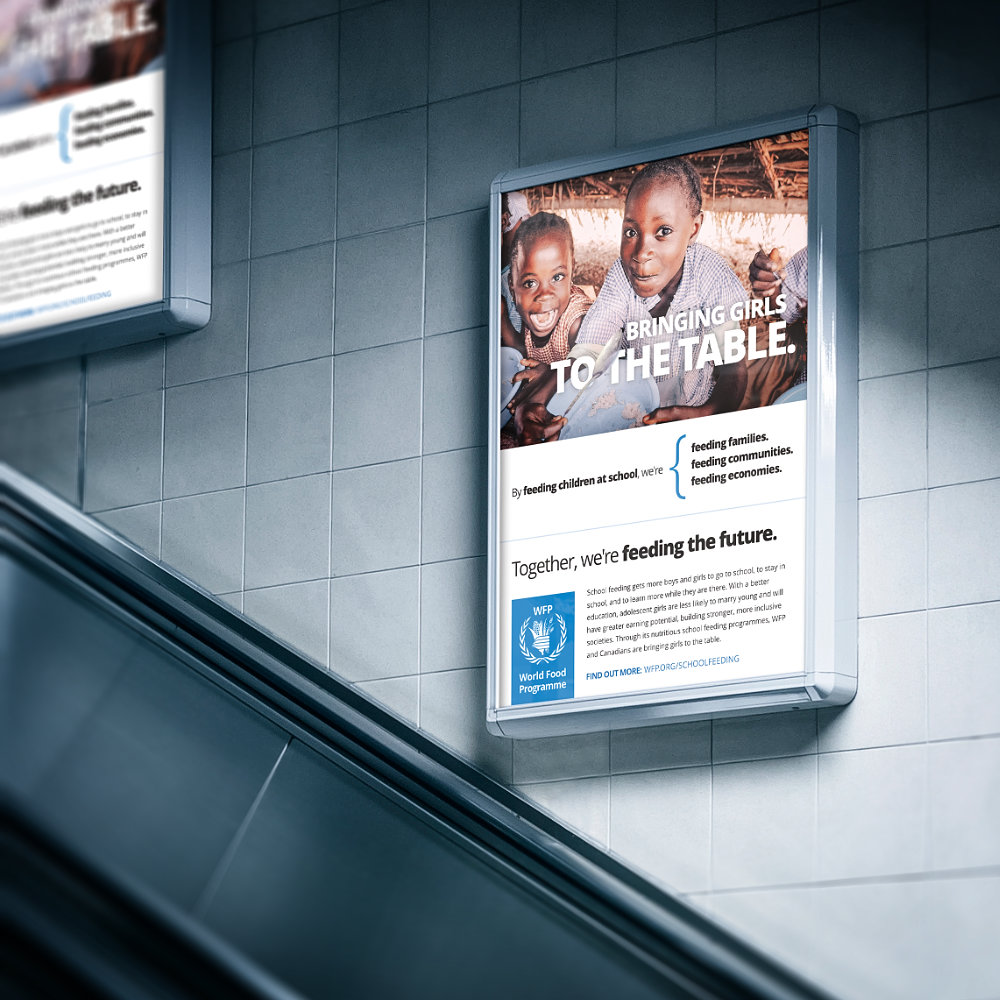 TABLE.
feeding families.
feeding communities.
feeding economies.
feeding the future.
WFP.ORG/SCHOOLFEEDING
BRINGING GIRLS
TO THE TABLE.
By feeding children at school, we're
feeding families.
feeding communities.
feeding economies.
Together, we're feeding the future.
School feeding gets more boys and girls to go to school, to stay in
school, and to learn more while they are there. With a better
education, adolescent girls are less likely to marry young and will
have greater earning potential, building stronger, more inclusive
societies. Through its nutritious school feeding programmes, WFP
and Canadians are bringing girls to the table.
FIND OUT MORE: WFP.ORG/SCHOOLFEEDING
WFP
World Food
Programme